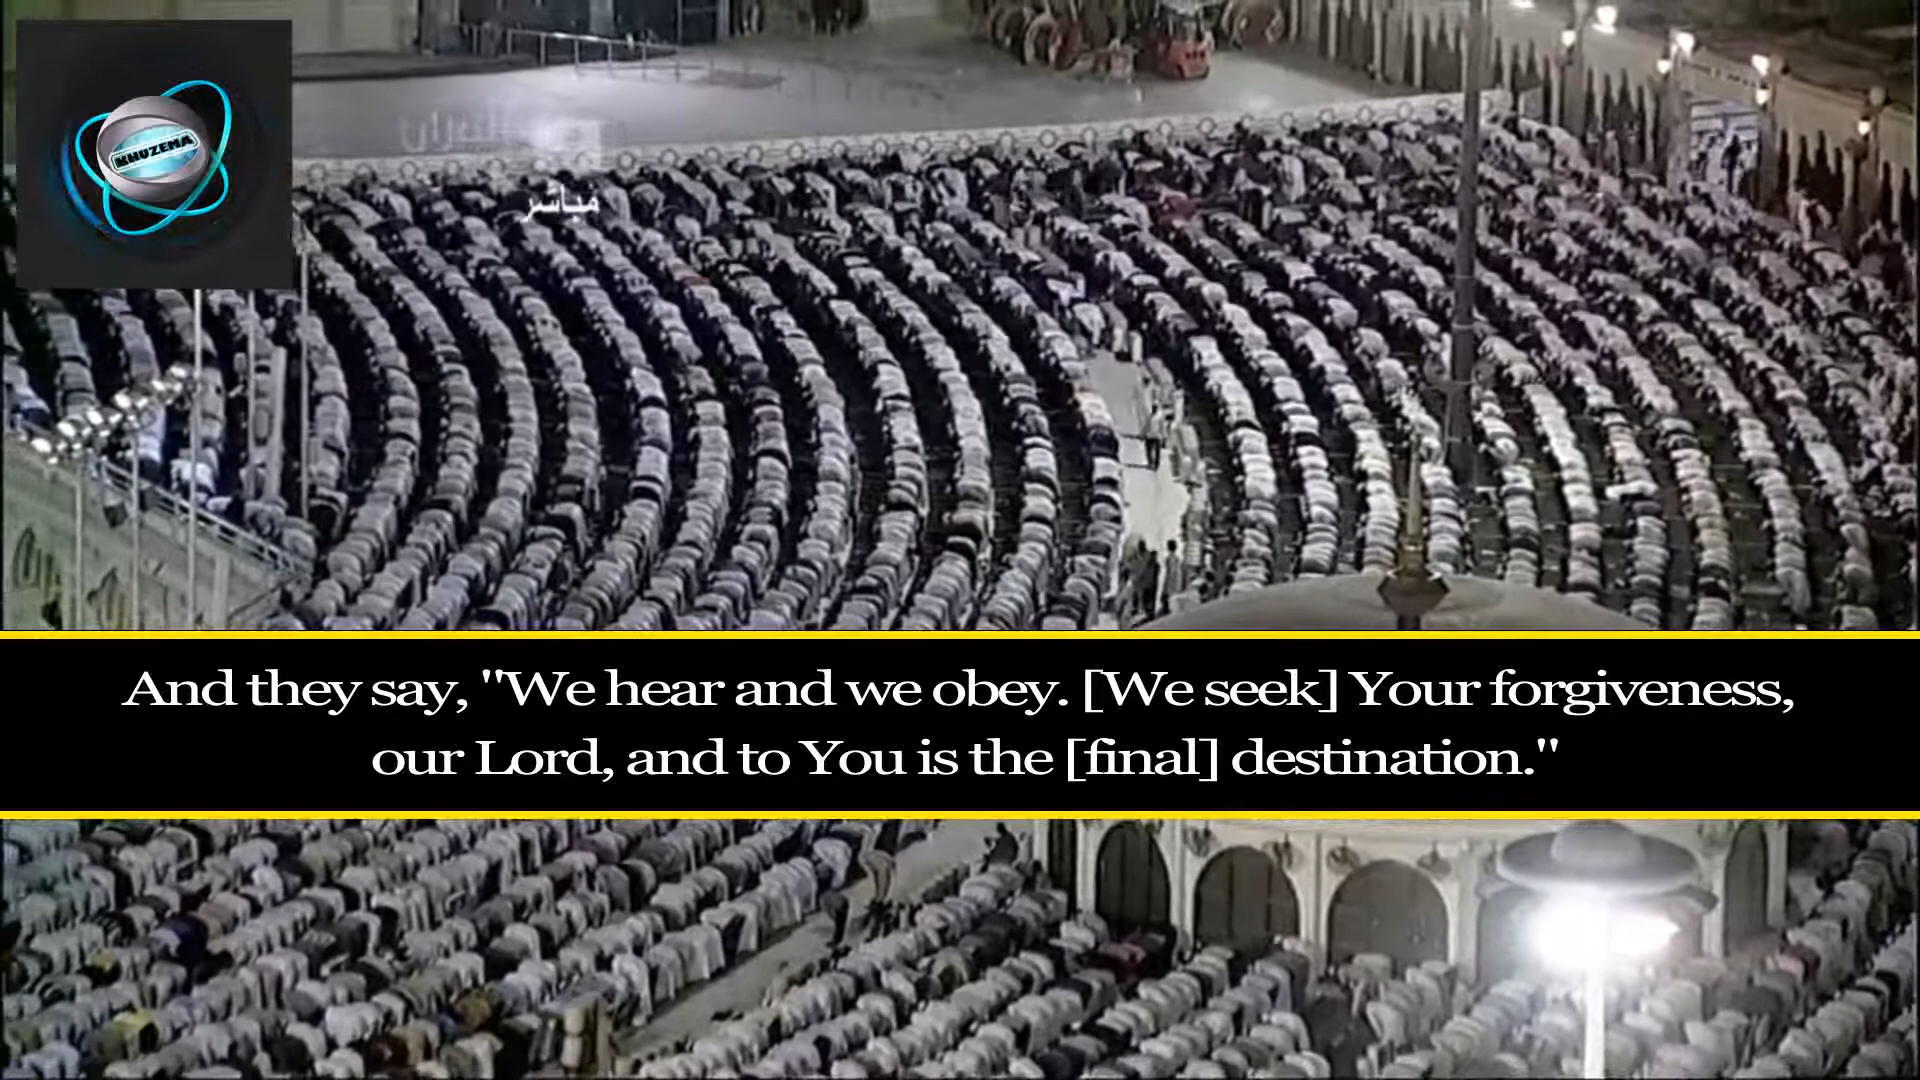 KHUZEMA
مباشر
And they say, "We hear and we obey. [We seek] Your forgiveness,
our Lord, and to You is the [final] destination."